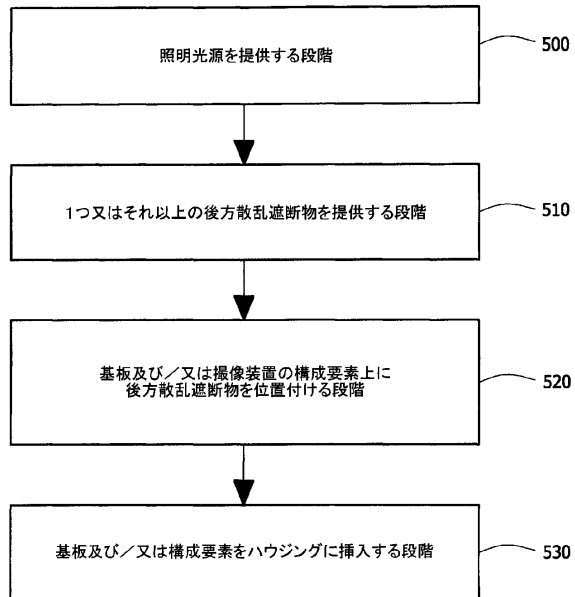 照明光源を提供する段階
500
1つ又はそれ以上の後方散乱遮断物を提供する段階
510
基板及び／又は撮像装置の構成要素上に
後方散乱遮断物を位置付ける段階
520
基板及び／又は構成要素をハウジングに挿入する段階
530